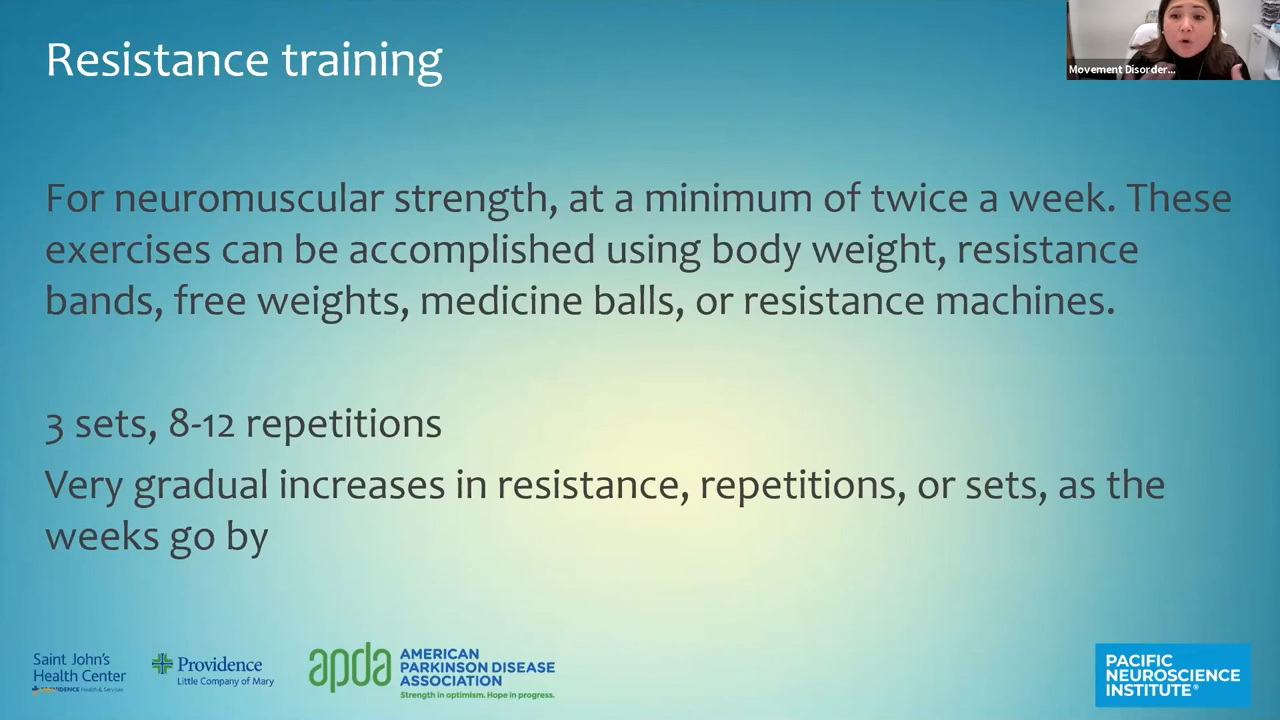 Resistance training
Movement Disorder...
For neuromuscular strength, at a minimum of twice a week. These
exercises can be accomplished using body weight, resistance
bands, free weights, medicine balls, or resistance machines.
3 sets, 8-12 repetitions
Very gradual increases in resistance, repetitions, or sets, as the
weeks go by
Saint John's
Health Center
PROVIDENCE Health & Services
Providence
Little Company of Mary
apda
AMERICAN
PARKINSON DISEASE
ASSOCIATION
Strength in optimism. Hope in progress.
PACIFIC
NEUROSCIENCE
INSTITUTE®